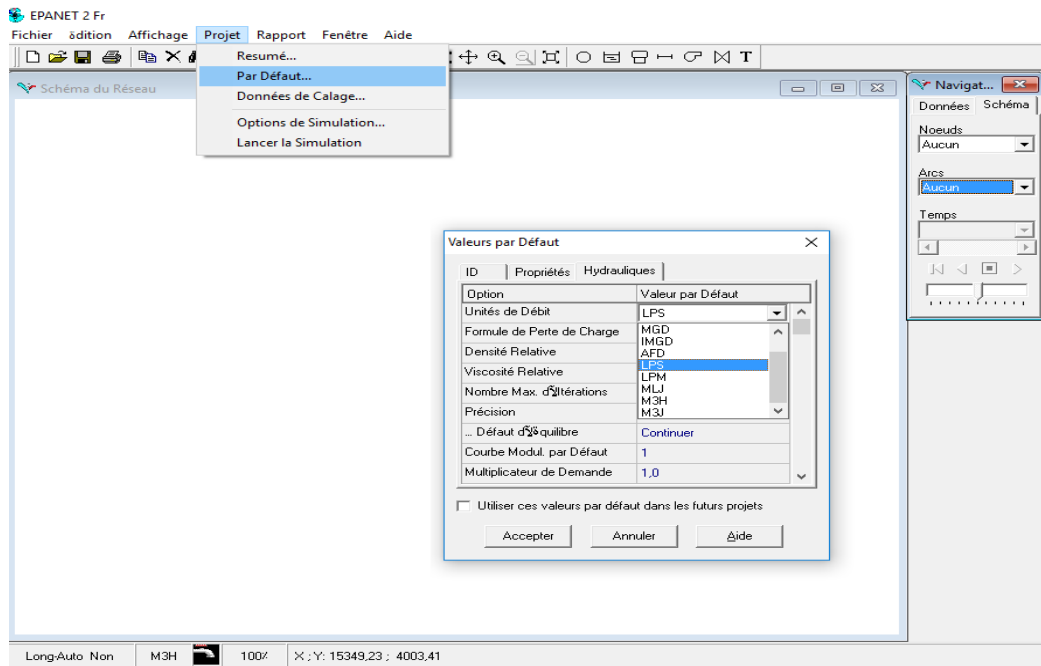 EPANET 2 Fr
Fichier òdition Affichage Projet Rapport Fenêtre Aide
T
Resumé...
Par Défaut...
Données de Calage...
Options de Simulation...
Lancer la Simulation
Schéma du Réseau
Navigat...
Données Schéma
Noeuds
Aucun
Arcs
Aucun
Temps
Valeurs par Défaut
ID Propriétés Hydrauliques
Option Valeur par Défaut
Unités de Débit LPS
Formule de Perte de Charge
Densité Relative
Viscosité Relative
Nombre Max.
Précision
MGD
IMGD
AFD
LPS
LPM
MLJ
M3H
M3J
... Défaut Continuer
Courbe Modul. par Défaut 1
Multiplicateur de Demande 1,0
Utiliser ces valeurs par défaut dans les futurs projets
Accepter Annuler Aide
Long-Auto Non M3H 100% X ; Y: 15349,23 ; 4003,41